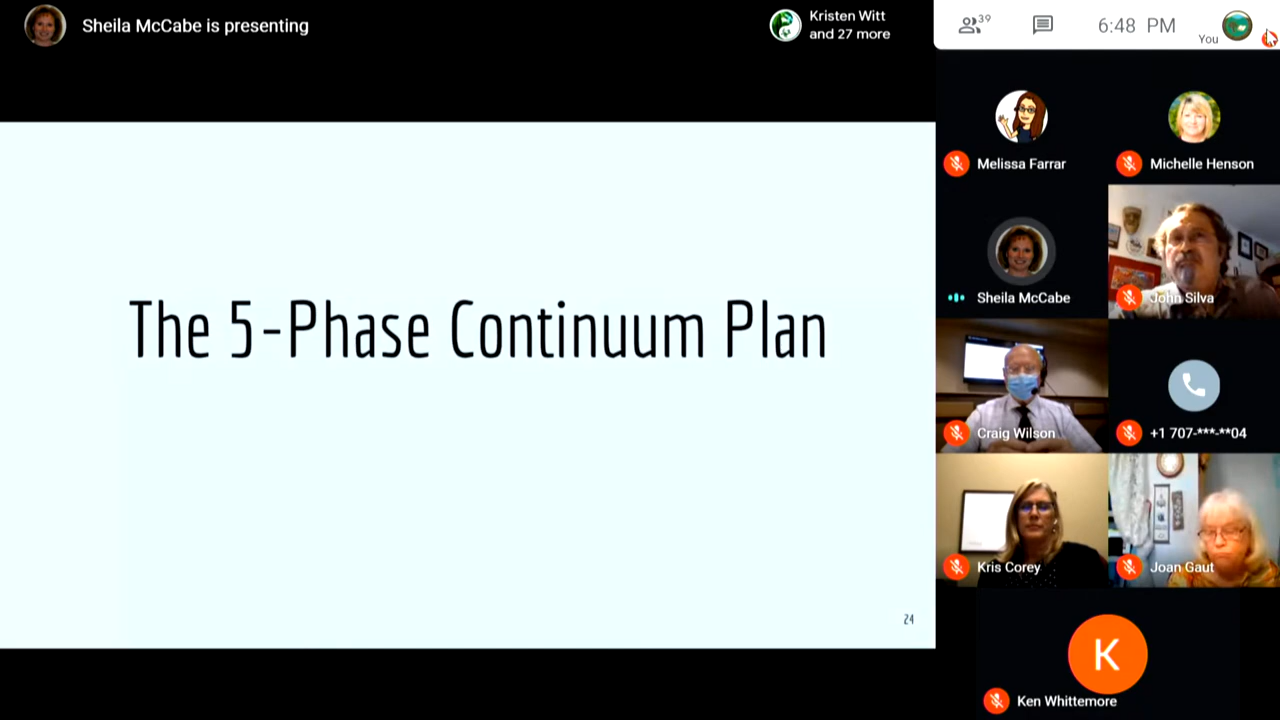 Sheila McCabe is presenting
Kristen Witt
and 27 more
39
6:48 PM
You
Melissa Farrar
Michelle Henson
The 5-Phase Continuum Plan
Sheila McCabe
John Silva
Craig Wilson
+1 707-***-**04
Kris Corey
Joan Gaut
24
K
Ken Whittemore